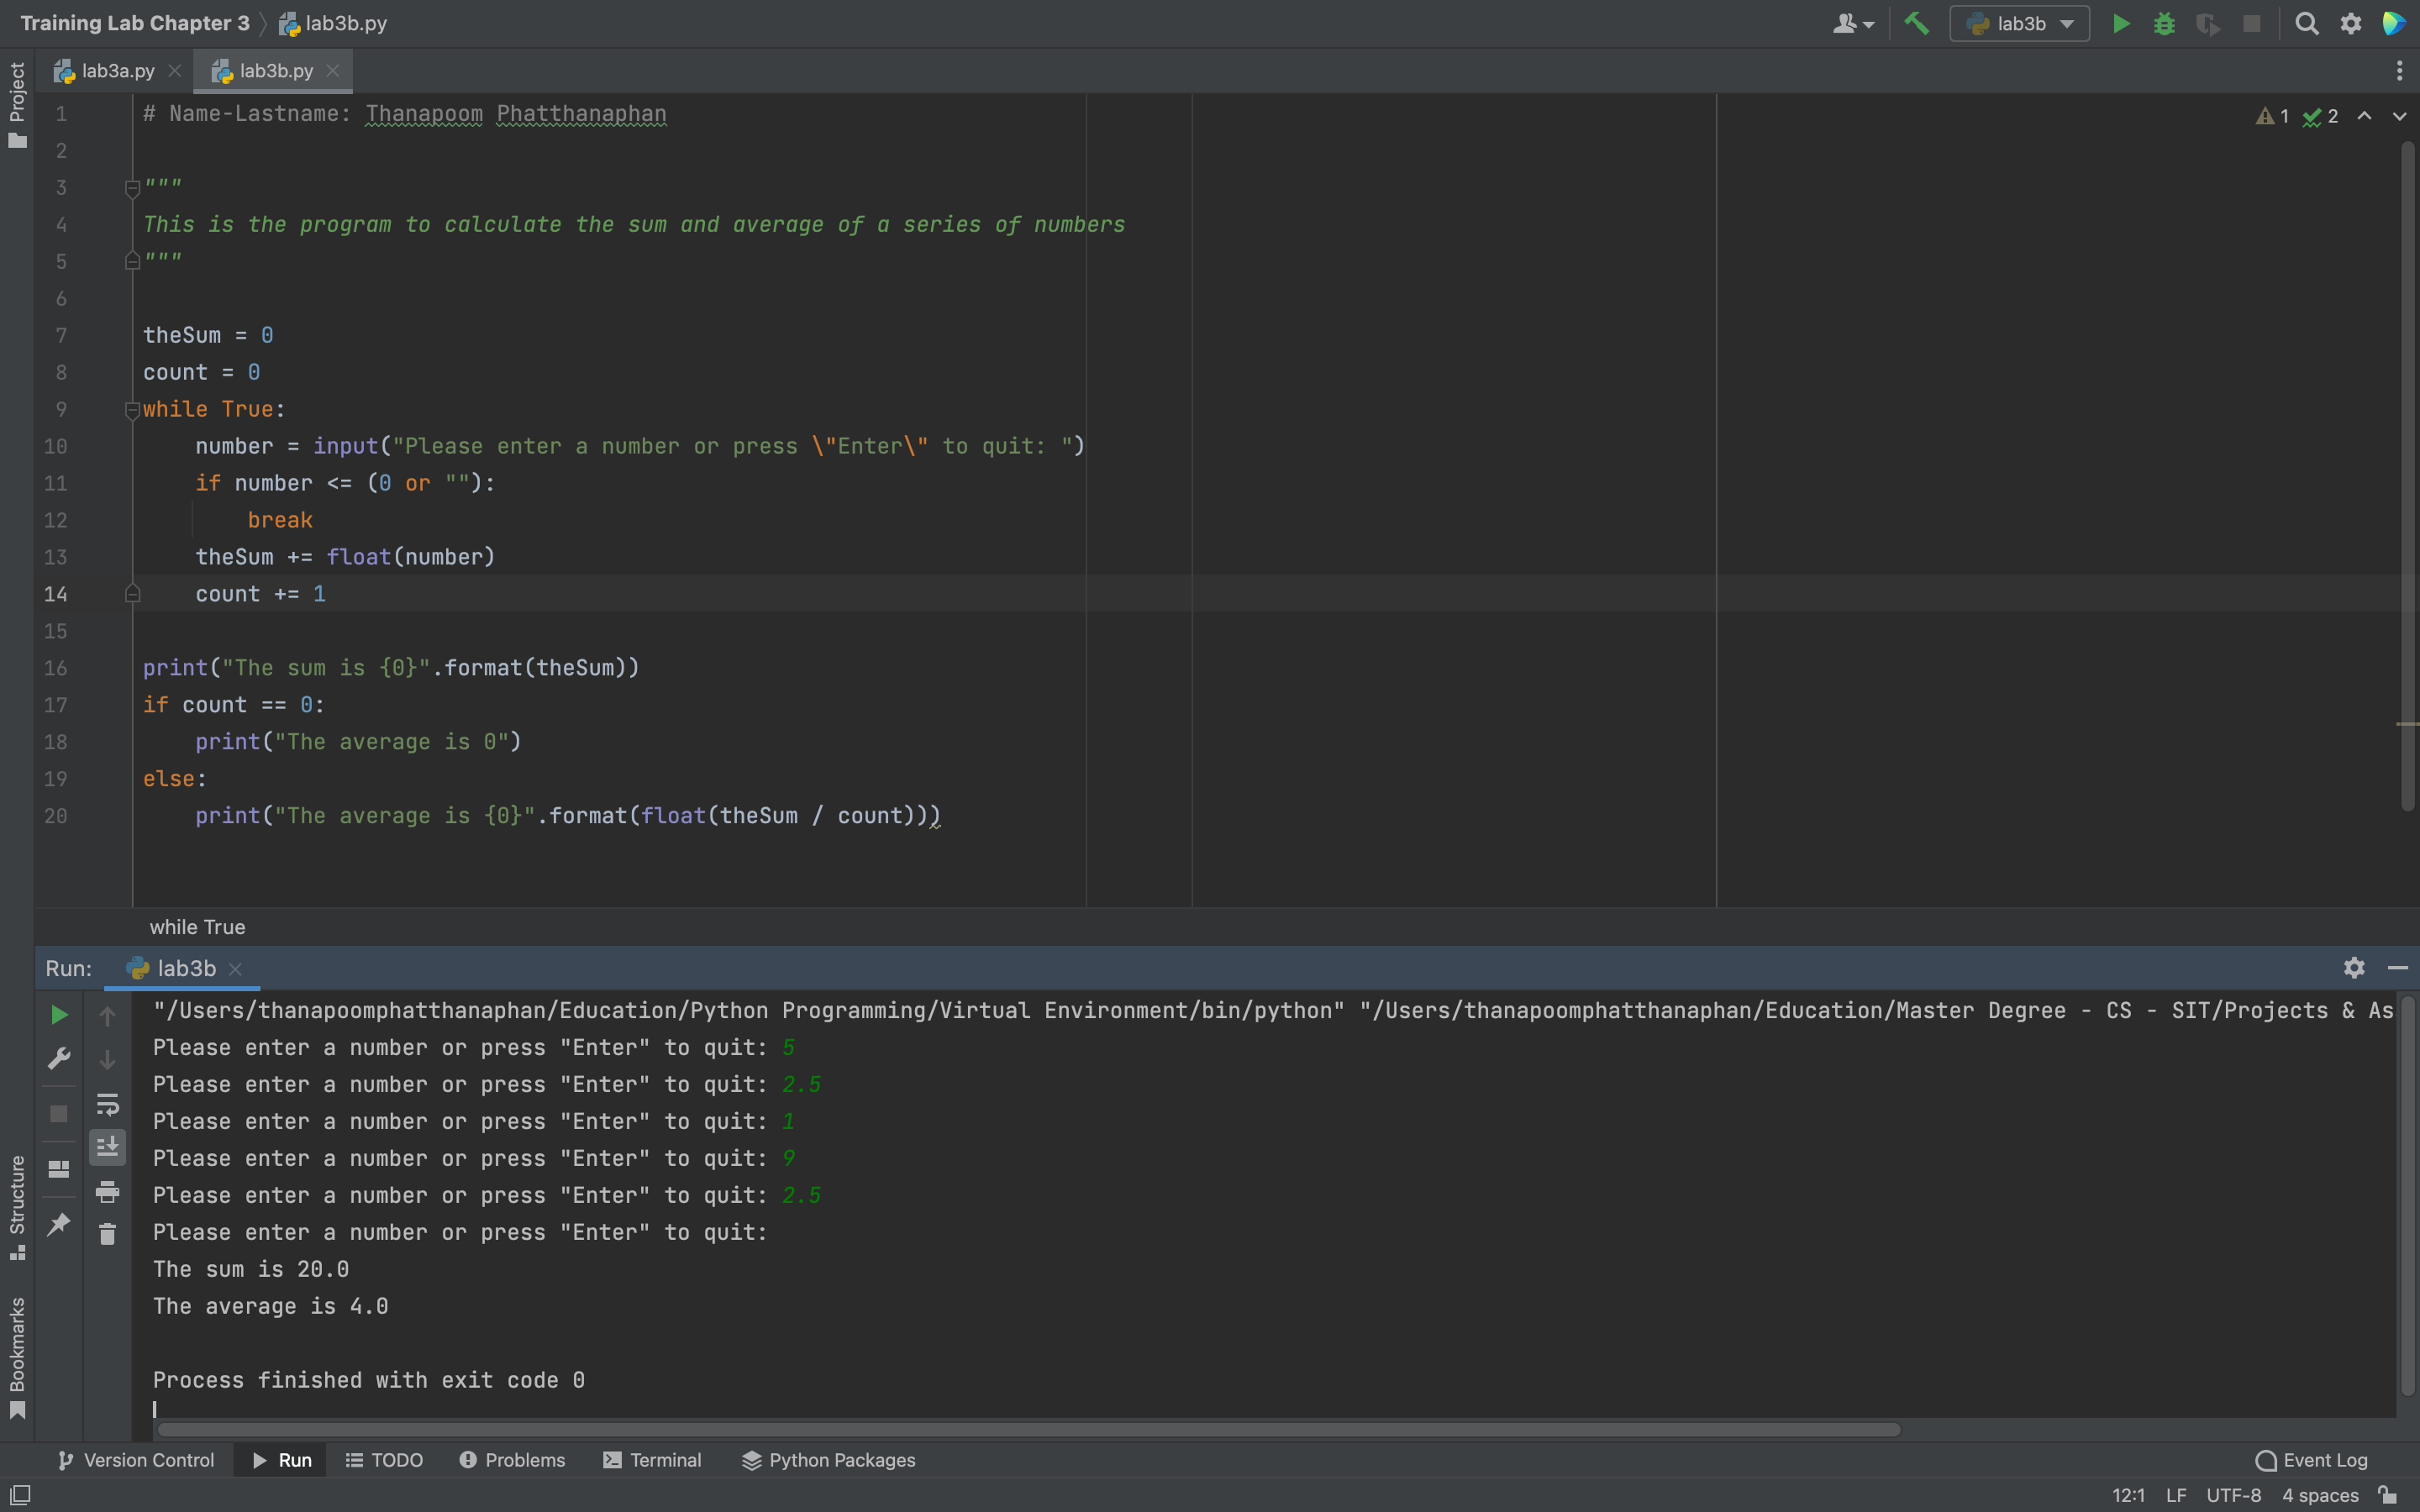 Training Lab Chapter 3 lab3b.py
lab3b
Project
lab3a.py lab3b.py
1 # Name-Lastname: Thanapoom Phatthanaphan
1 2
2
3 """
4 This is the program to calculate the sum and average of a series of numbers
5 """
6
7 theSum = 0
8 count = 0
9 while True:
10 number = input("Please enter a number or press \"Enter\" to quit: ")
11 if number <= (0 or ""):
12 break
13 theSum += float(number)
14 count += 1
15
16 print("The sum is {0}".format(theSum))
17 if count == 0:
18 print("The average is 0")
19 else:
20 print("The average is {0}".format(float(theSum / count)))
while True
Run: lab3b
"/Users/thanapoomphatthanaphan/Education/Python Programming/Virtual Environment/bin/python" "/Users/thanapoomphatthanaphan/Education/Master Degree - CS - SIT/Projects & As
Please enter a number or press "Enter" to quit: 5
Please enter a number or press "Enter" to quit: 2.5
Please enter a number or press "Enter" to quit: 1
Please enter a number or press "Enter" to quit: 9
Please enter a number or press "Enter" to quit: 2.5
Please enter a number or press "Enter" to quit:
The sum is 20.0
The average is 4.0
Process finished with exit code 0
Structure
Bookmarks
Version Control Run TODO Problems Terminal Python Packages Event Log
12:1 LF UTF-8 4 spaces